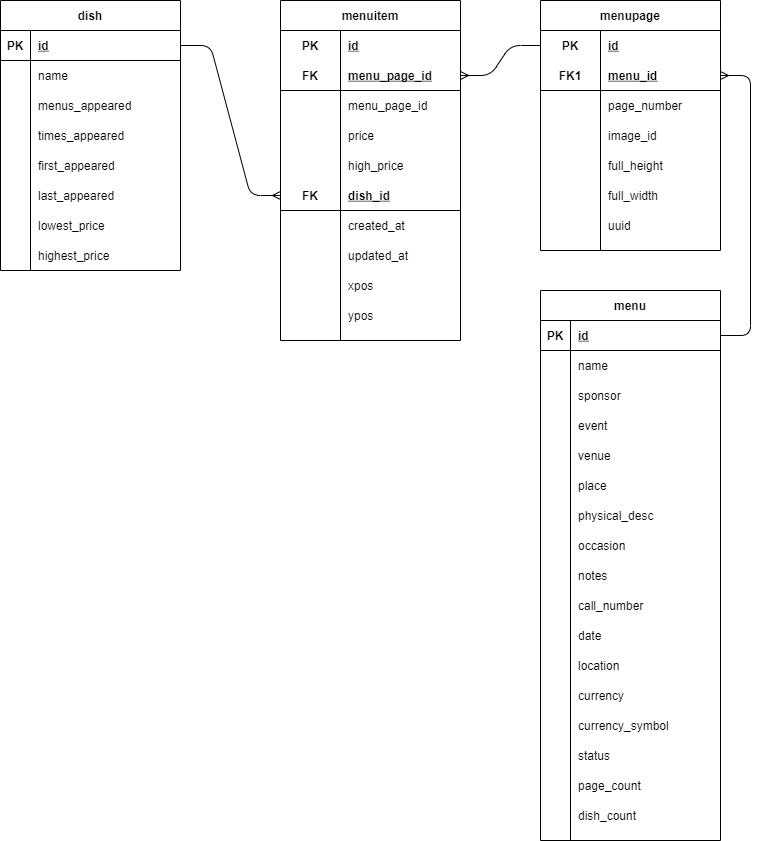 dish
PK id
name
menus_appeared
times_appeared
first_appeared
last_appeared
lowest_price
highest_price
menuitem
PK id
FK menu_page_id
menu_page_id
price
high_price
FK dish_id
created_at
updated_at
xpos
ypos
menupage
PK id
FK1 menu_id
page_number
image_id
full_height
full_width
uuid
menu
PK id
name
sponsor
event
venue
place
physical_desc
occasion
notes
call_number
date
location
currency
currency_symbol
status
page_count
dish_count